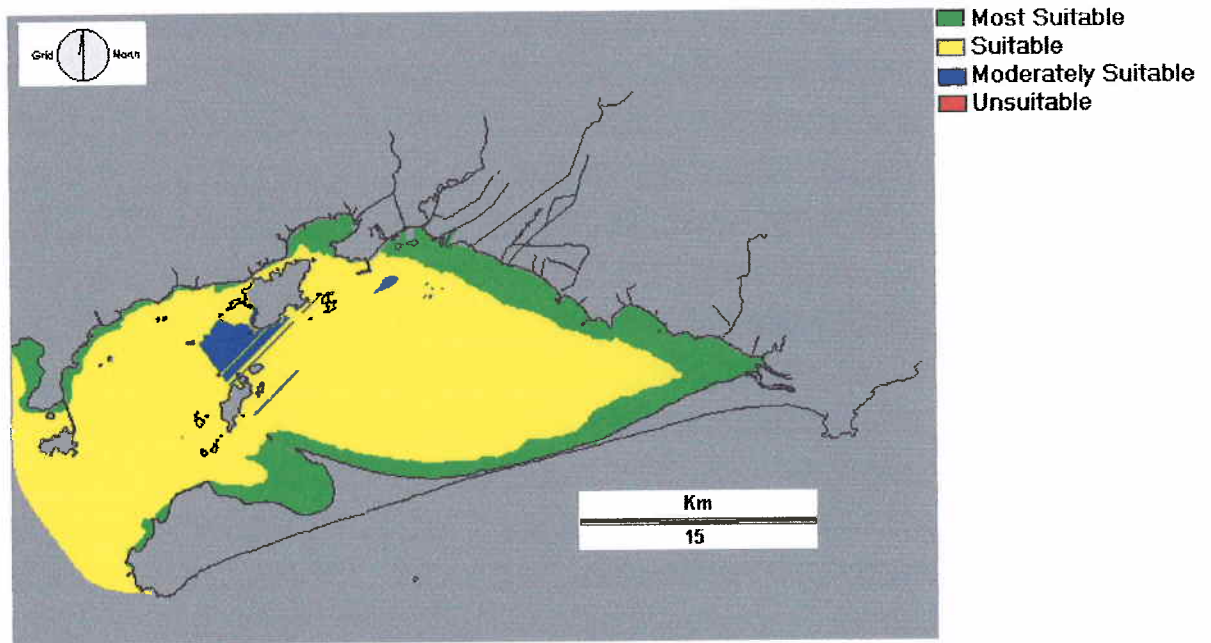 Grid North
Most Suitable
Suitable
Moderately Suitable
Unsuitable
Km
15